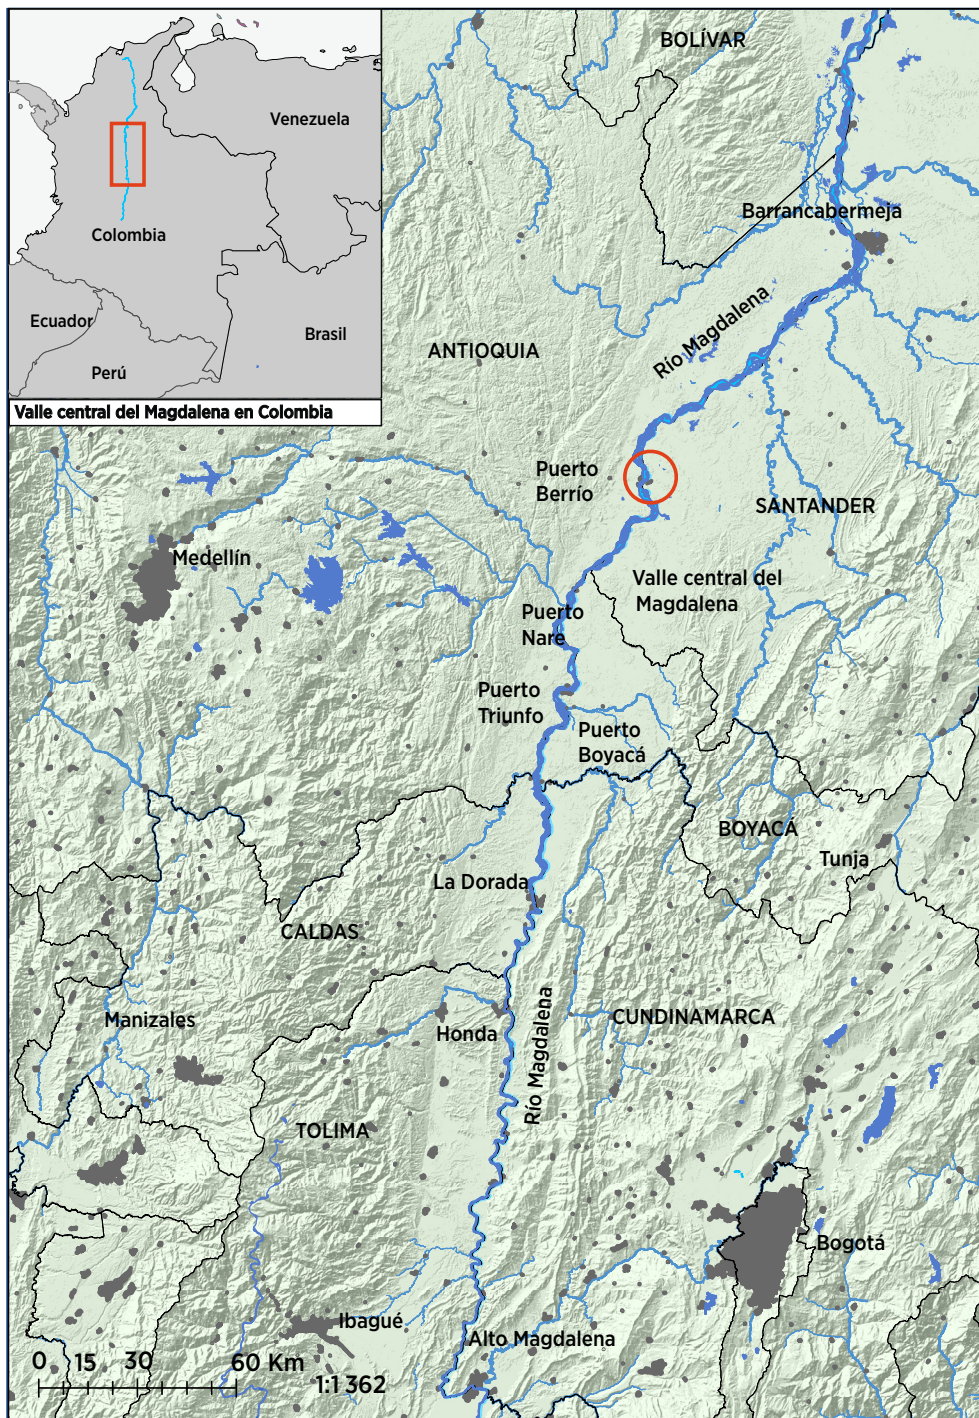 Venezuela
Colombia
Ecuador
Brasil
Perú
Valle central del Magdalena en Colombia
BOLÍVAR
Barrancabermeja
Río Magdalena
ANTIOQUIA
Puerto
Berrío
SANTANDER
Medellín
Valle central del
Magdalena
Puerto
Nare
Puerto
Triunfo
Puerto
Boyacá
BOYACÁ
Tunja
La Dorada
CALDAS
Río Magdalena
CUNDINAMARCA
Manizales
Honda
TOLIMA
Bogotá
Ibagué
Alto Magdalena
0 15 30 60 Km
1:1 362